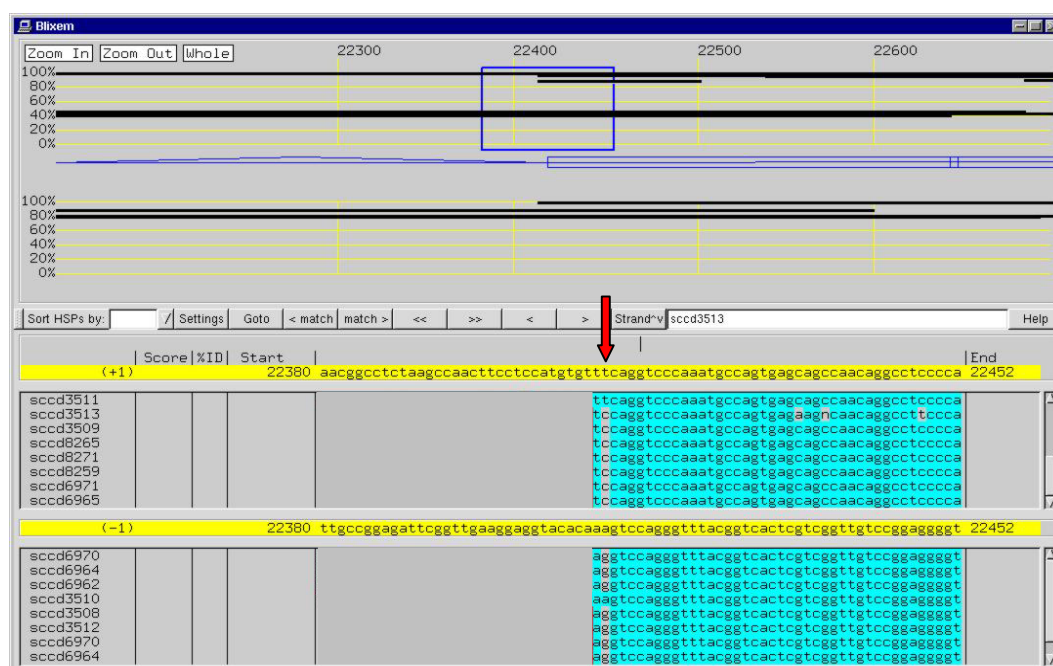 Blixem
Zoom In Zoom Out Whole 22300 22400 22500 22600
100%
80%
60%
40%
20%
0%
100%
80%
60%
40%
20%
0%
Sort HSPs by: / Settings Goto < match match > << >> < > Strand^v sccd3513 Help
| Score | %ID | Start | | End
(+1) 22380 aacggcctctaagccaacttcctccatgtgtttcaggtcccaaatgccagtgagcagccaacaggcctcccca 22452
sccd3511 ttcaggtcccaaatgccagtgagcagccaacaggcctcccca
sccd3513 tccaggtcccaaatgccagtgagaagncaacaggccttccca
sccd3509 tccaggtcccaaatgccagtgagcagccaacaggcctcccca
sccd8265 tccaggtcccaaatgccagtgagcagccaacaggcctcccca
sccd8271 tccaggtcccaaatgccagtgagcagccaacaggcctcccca
sccd8259 tccaggtcccaaatgccagtgagcagccaacaggcctcccca
sccd6971 tccaggtcccaaatgccagtgagcagccaacaggcctcccca
sccd6965 tccaggtcccaaatgccagtgagcagccaacaggcctcccca
(-1) 22380 ttgccggagattcggttgaaggaggtacacaaagtccagggtttacggtcactcgtcggttgtccggaggggt 22452
sccd6970 aggtccagggtttacggtcactcgtcggttgtccggaggggt
sccd6964 aggtccagggtttacggtcactcgtcggttgtccggaggggt
sccd6962 aggtccagggtttacggtcactcgtcggttgtccggaggggt
sccd3510 aagtccagggtttacggtcactcgtcggttgtccggaggggt
sccd3508 aggtccagggtttacggtcactcgtcggttgtccggaggggt
sccd3512 aggtccagggtttacggtcactcgtcggttgtccggaggggt
sccd6970 aggtccagggtttacggtcactcgtcggttgtccggaggggt
sccd6964 aggtccagggtttacggtcactcgtcggttgtccggaggggt